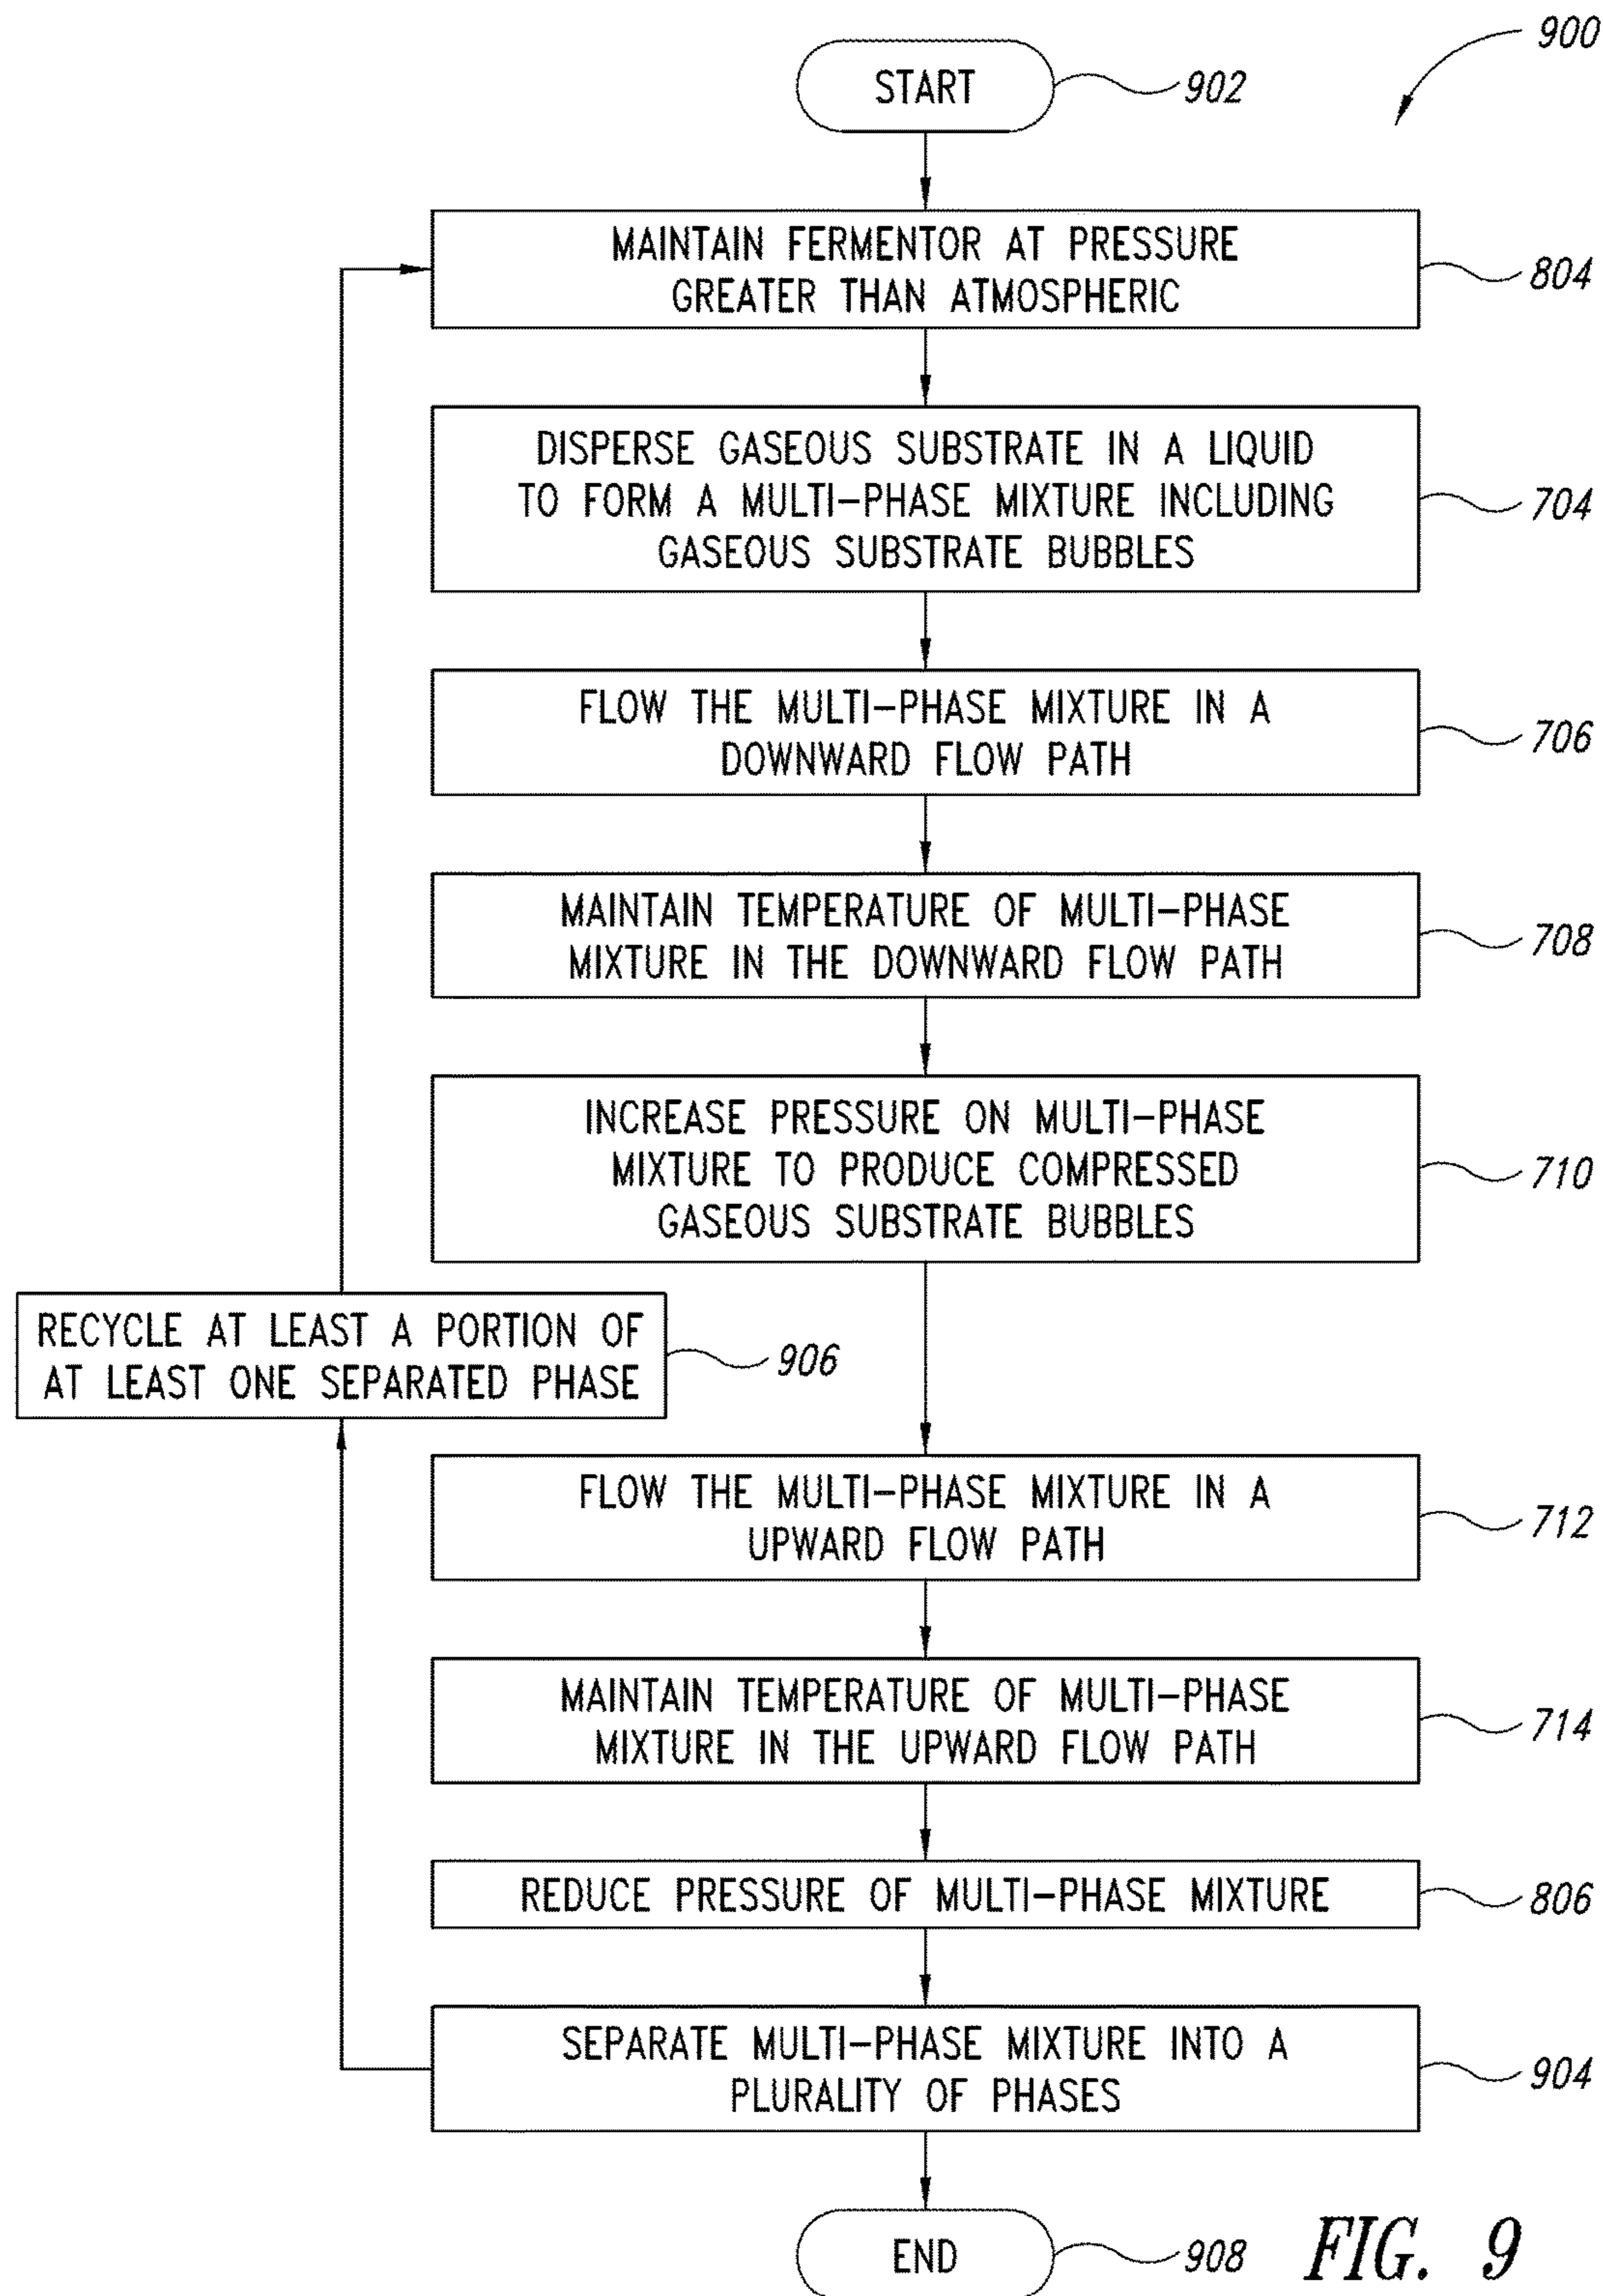 900
START
902
MAINTAIN FERMENTOR AT PRESSURE
GREATER THAN ATMOSPHERIC
804
DISPERSE GASEOUS SUBSTRATE IN A LIQUID
TO FORM A MULTI-PHASE MIXTURE INCLUDING
GASEOUS SUBSTRATE BUBBLES
704
FLOW THE MULTI-PHASE MIXTURE IN A
DOWNWARD FLOW PATH
706
MAINTAIN TEMPERATURE OF MULTI-PHASE
MIXTURE IN THE DOWNWARD FLOW PATH
708
INCREASE PRESSURE ON MULTI-PHASE
MIXTURE TO PRODUCE COMPRESSED
GASEOUS SUBSTRATE BUBBLES
710
RECYCLE AT LEAST A PORTION OF
AT LEAST ONE SEPARATED PHASE
906
FLOW THE MULTI-PHASE MIXTURE IN A
UPWARD FLOW PATH
712
MAINTAIN TEMPERATURE OF MULTI-PHASE
MIXTURE IN THE UPWARD FLOW PATH
714
REDUCE PRESSURE OF MULTI-PHASE MIXTURE
806
SEPARATE MULTI-PHASE MIXTURE INTO A
PLURALITY OF PHASES
904
END
908
FIG. 9